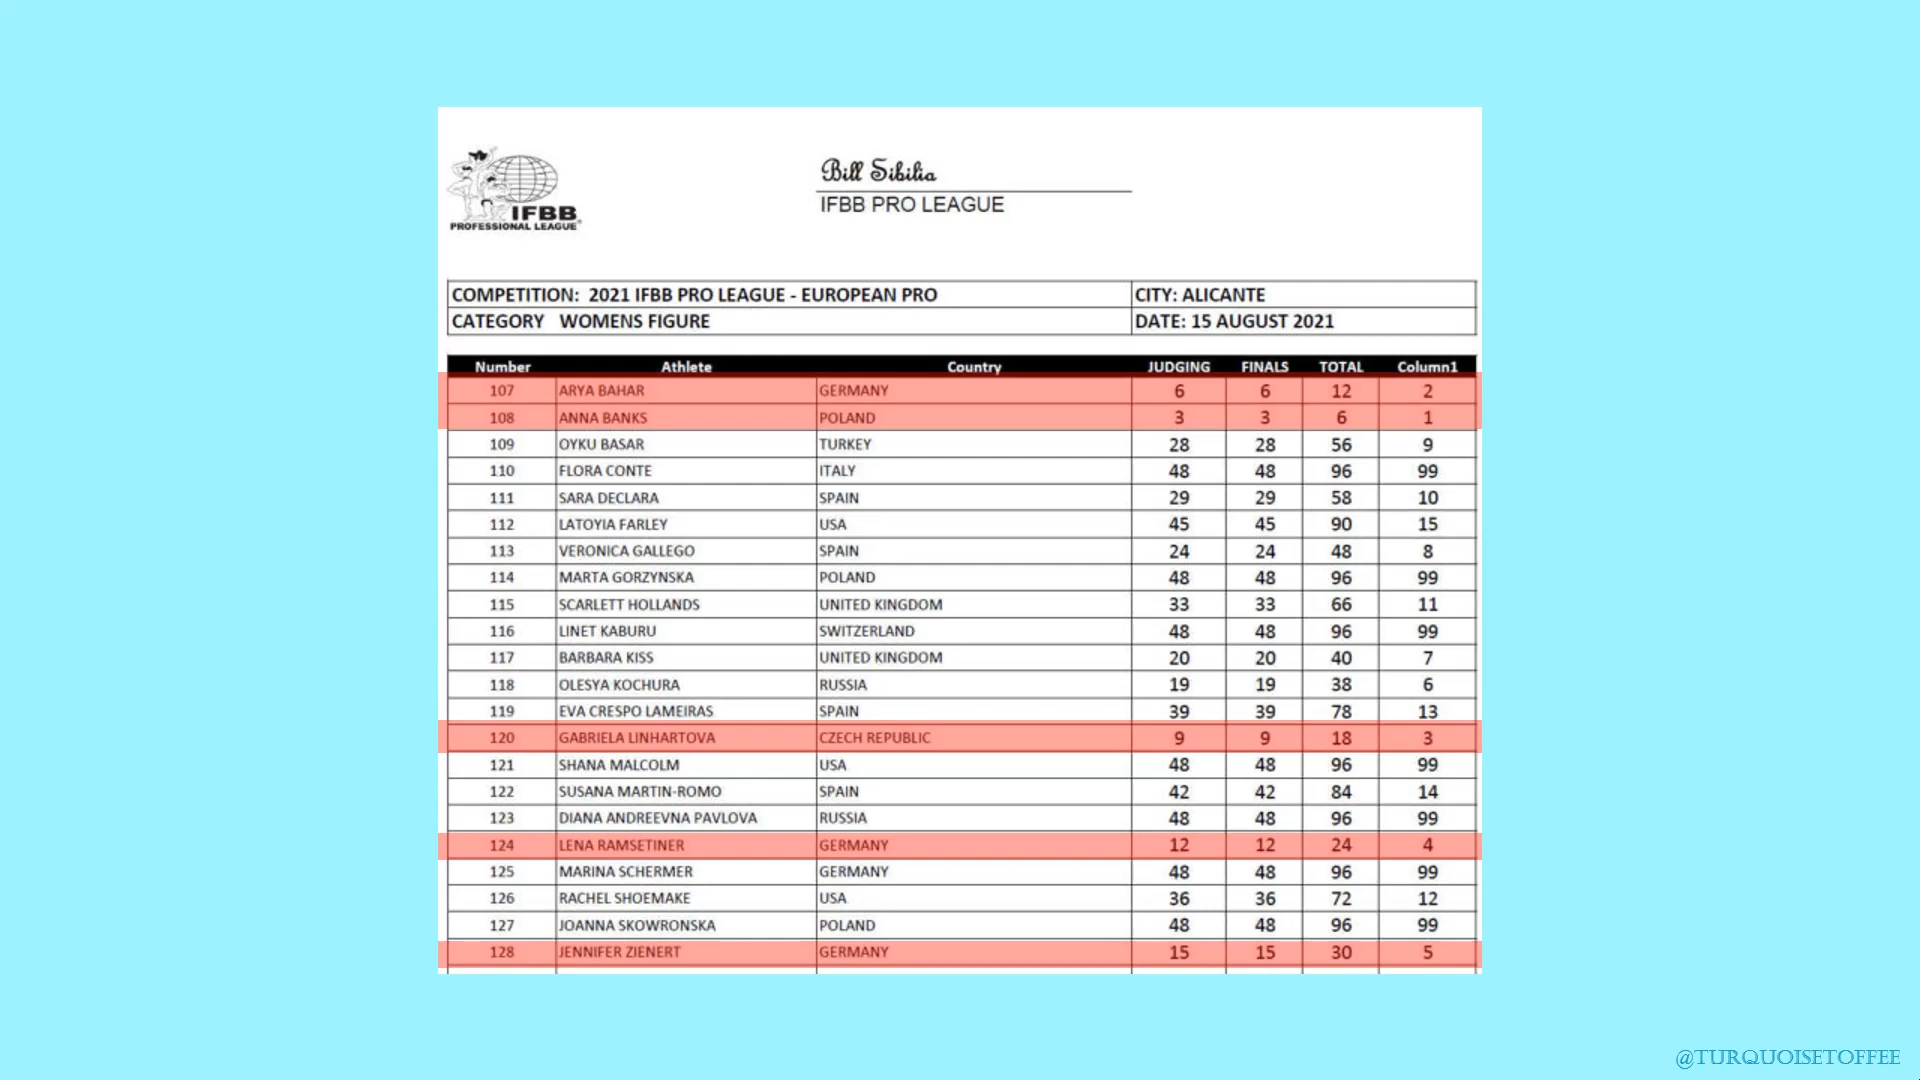 Bill Sibilia
IFBB PRO LEAGUE
IFBB
PROFESSIONAL LEAGUE®
COMPETITION: 2021 IFBB PRO LEAGUE - EUROPEAN PRO CITY: ALICANTE
CATEGORY WOMENS FIGURE DATE: 15 AUGUST 2021
Number Athlete Country JUDGING FINALS TOTAL Column1
107 ARYA BAHAR GERMANY 6 6 12 2
108 ANNA BANKS POLAND 3 3 6 1
109 OYKU BASAR TURKEY 28 28 56 9
110 FLORA CONTE ITALY 48 48 96 99
111 SARA DECLARA SPAIN 29 29 58 10
112 LATOYIA FARLEY USA 45 45 90 15
113 VERONICA GALLEGO SPAIN 24 24 48 8
114 MARTA GORZYNSKA POLAND 48 48 96 99
115 SCARLETT HOLLANDS UNITED KINGDOM 33 33 66 11
116 LINET KABURU SWITZERLAND 48 48 96 99
117 BARBARA KISS UNITED KINGDOM 20 20 40 7
118 OLESYA KOCHURA RUSSIA 19 19 38 6
119 EVA CRESPO LAMEIRAS SPAIN 39 39 78 13
120 GABRIELA LINHARTOVA CZECH REPUBLIC 9 9 18 3
121 SHANA MALCOLM USA 48 48 96 99
122 SUSANA MARTIN-ROMO SPAIN 42 42 84 14
123 DIANA ANDREEVNA PAVLOVA RUSSIA 48 48 96 99
124 LENA RAMSETINER GERMANY 12 12 24 4
125 MARINA SCHERMER GERMANY 48 48 96 99
126 RACHEL SHOEMAKE USA 36 36 72 12
127 JOANNA SKOWRONSKA POLAND 48 48 96 99
128 JENNIFER ZIENERT GERMANY 15 15 30 5
@TURQUOISETOFFEE